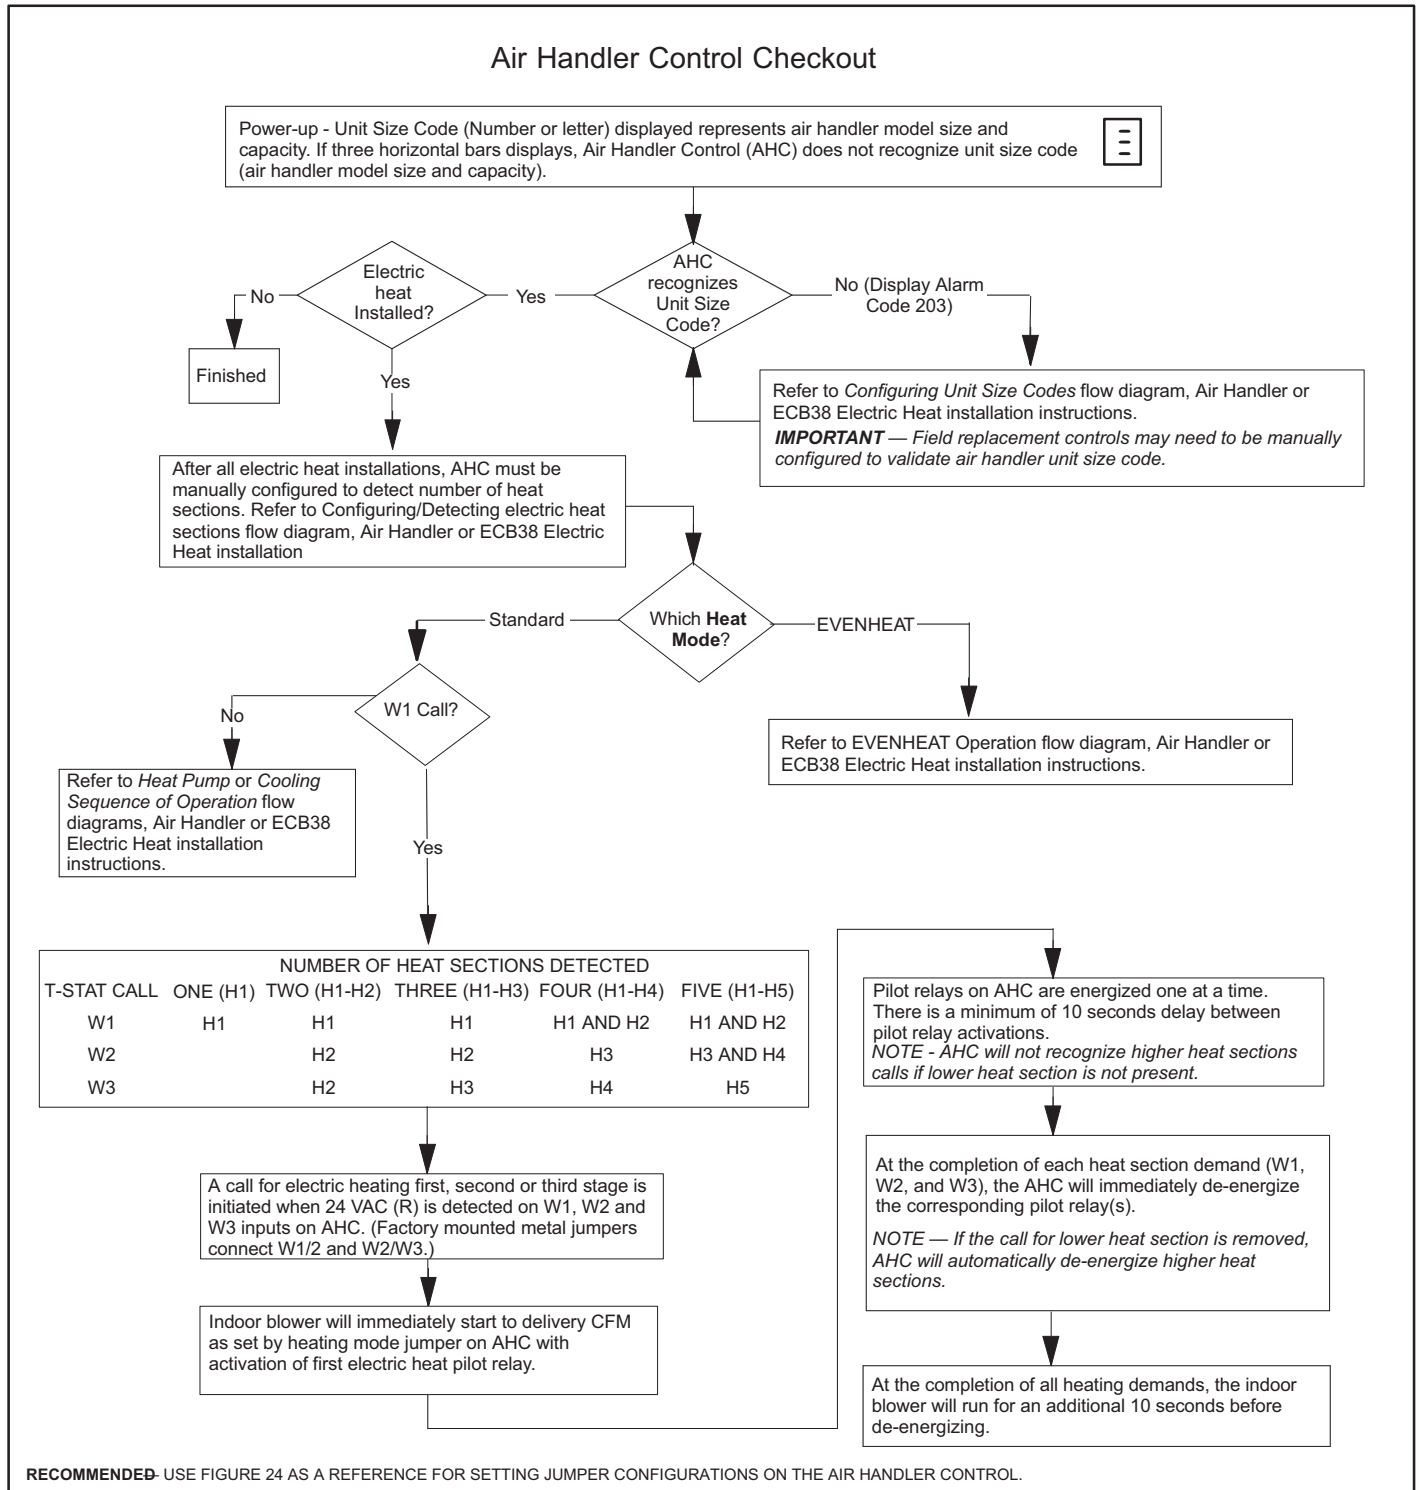 Air Handler Control Checkout
Power-up - Unit Size Code (Number or letter) displayed represents air handler model size and
capacity. If three horizontal bars displays, Air Handler Control (AHC) does not recognize unit size code
(air handler model size and capacity).
AHC
recognizes
Unit Size
Code?
No (Display Alarm
Code 203)
Refer to Configuring Unit Size Codes flow diagram, Air Handler or
ECB38 Electric Heat installation instructions.
IMPORTANT — Field replacement controls may need to be manually
configured to validate air handler unit size code.
Yes
Electric
heat
Installed?
No
Finished
Yes
After all electric heat installations, AHC must be
manually configured to detect number of heat
sections. Refer to Configuring/Detecting electric heat
sections flow diagram, Air Handler or ECB38 Electric
Heat installation
Which Heat
Mode?
Standard
EVENHEAT
Refer to EVENHEAT Operation flow diagram, Air Handler or
ECB38 Electric Heat installation instructions.
W1 Call?
No
Refer to Heat Pump or Cooling
Sequence of Operation flow
diagrams, Air Handler or ECB38
Electric Heat installation
instructions.
Yes
NUMBER OF HEAT SECTIONS DETECTED
T-STAT CALL ONE (H1) TWO (H1-H2) THREE (H1-H3) FOUR (H1-H4) FIVE (H1-H5)
W1 H1 H1 H1 H1 AND H2 H1 AND H2
W2 H2 H2 H3 H3 AND H4
W3 H2 H3 H4 H5
A call for electric heating first, second or third stage is
initiated when 24 VAC (R) is detected on W1, W2 and
W3 inputs on AHC. (Factory mounted metal jumpers
connect W1/2 and W2/W3.)
Indoor blower will immediately start to delivery CFM
as set by heating mode jumper on AHC with
activation of first electric heat pilot relay.
Pilot relays on AHC are energized one at a time.
There is a minimum of 10 seconds delay between
pilot relay activations.
NOTE - AHC will not recognize higher heat sections
calls if lower heat section is not present.
At the completion of each heat section demand (W1,
W2, and W3), the AHC will immediately de-energize
the corresponding pilot relay(s).
NOTE — If the call for lower heat section is removed,
AHC will automatically de-energize higher heat
sections.
At the completion of all heating demands, the indoor
blower will run for an additional 10 seconds before
de-energizing.
RECOMMENDED— USE FIGURE 24 AS A REFERENCE FOR SETTING JUMPER CONFIGURATIONS ON THE AIR HANDLER CONTROL.